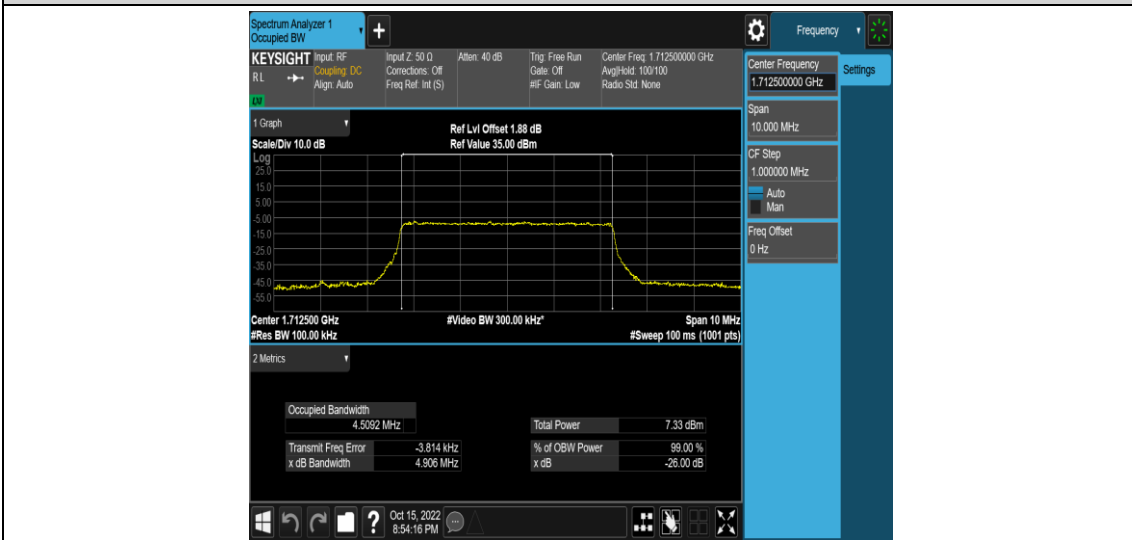 Spectrum Analyzer 1
Occupied BW
+
Frequency
KEYSIGHT
RL
LXI
Input: RF
Coupling: DC
Align: Auto
Input Z: 50 Ω
Corrections: Off
Freq Ref: Int (S)
Atten: 40 dB
Trig: Free Run
Gate: Off
#IF Gain: Low
Center Freq: 1.712500000 GHz
Avg|Hold: 100/100
Radio Std: None
Center Frequency
1.712500000 GHz
Settings
Span
10.000 MHz
CF Step
1.000000 MHz
Auto
Man
Freq Offset
0 Hz
1 Graph
Ref Lvl Offset 1.88 dB
Scale/Div 10.0 dB
Ref Value 35.00 dBm
Log
25.0
15.0
5.00
-5.00
-15.0
-25.0
-35.0
-45.0
-55.0
Center 1.712500 GHz
#Video BW 300.00 kHz*
Span 10 MHz
#Res BW 100.00 kHz
#Sweep 100 ms (1001 pts)
2 Metrics
Occupied Bandwidth
4.5092 MHz
Total Power 7.33 dBm
Transmit Freq Error -3.814 kHz
% of OBW Power 99.00 %
x dB Bandwidth 4.906 MHz
x dB -26.00 dB
?
Oct 15, 2022
8:54:16 PM